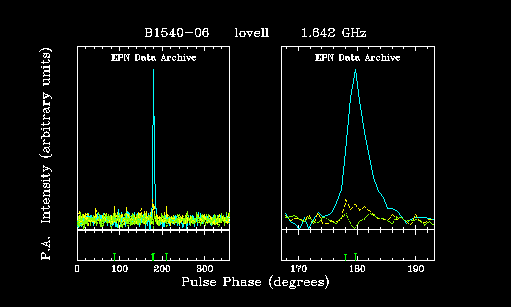 B1540-06 lovell 1.642 GHz
EPN Data Archive EPN Data Archive
P.A. Intensity (arbitrary units)
0 100 200 300 170 180 190
Pulse Phase (degrees)